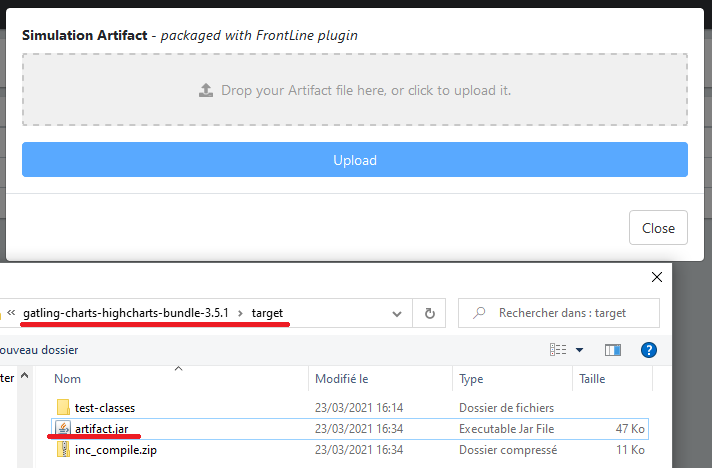 Simulation Artifact - packaged with FrontLine plugin
Drop your Artifact file here, or click to upload it.
Upload
Close
« gatling-charts-highcharts-bundle-3.5.1 › target
Rechercher dans : target
ouveau dossier
ter
Nom Modifié le Type Taille
test-classes 23/03/2021 16:14 Dossier de fichiers
artifact.jar 23/03/2021 16:34 Executable Jar File 47 Ko
inc_compile.zip 23/03/2021 16:34 Dossier compressé 11 Ko